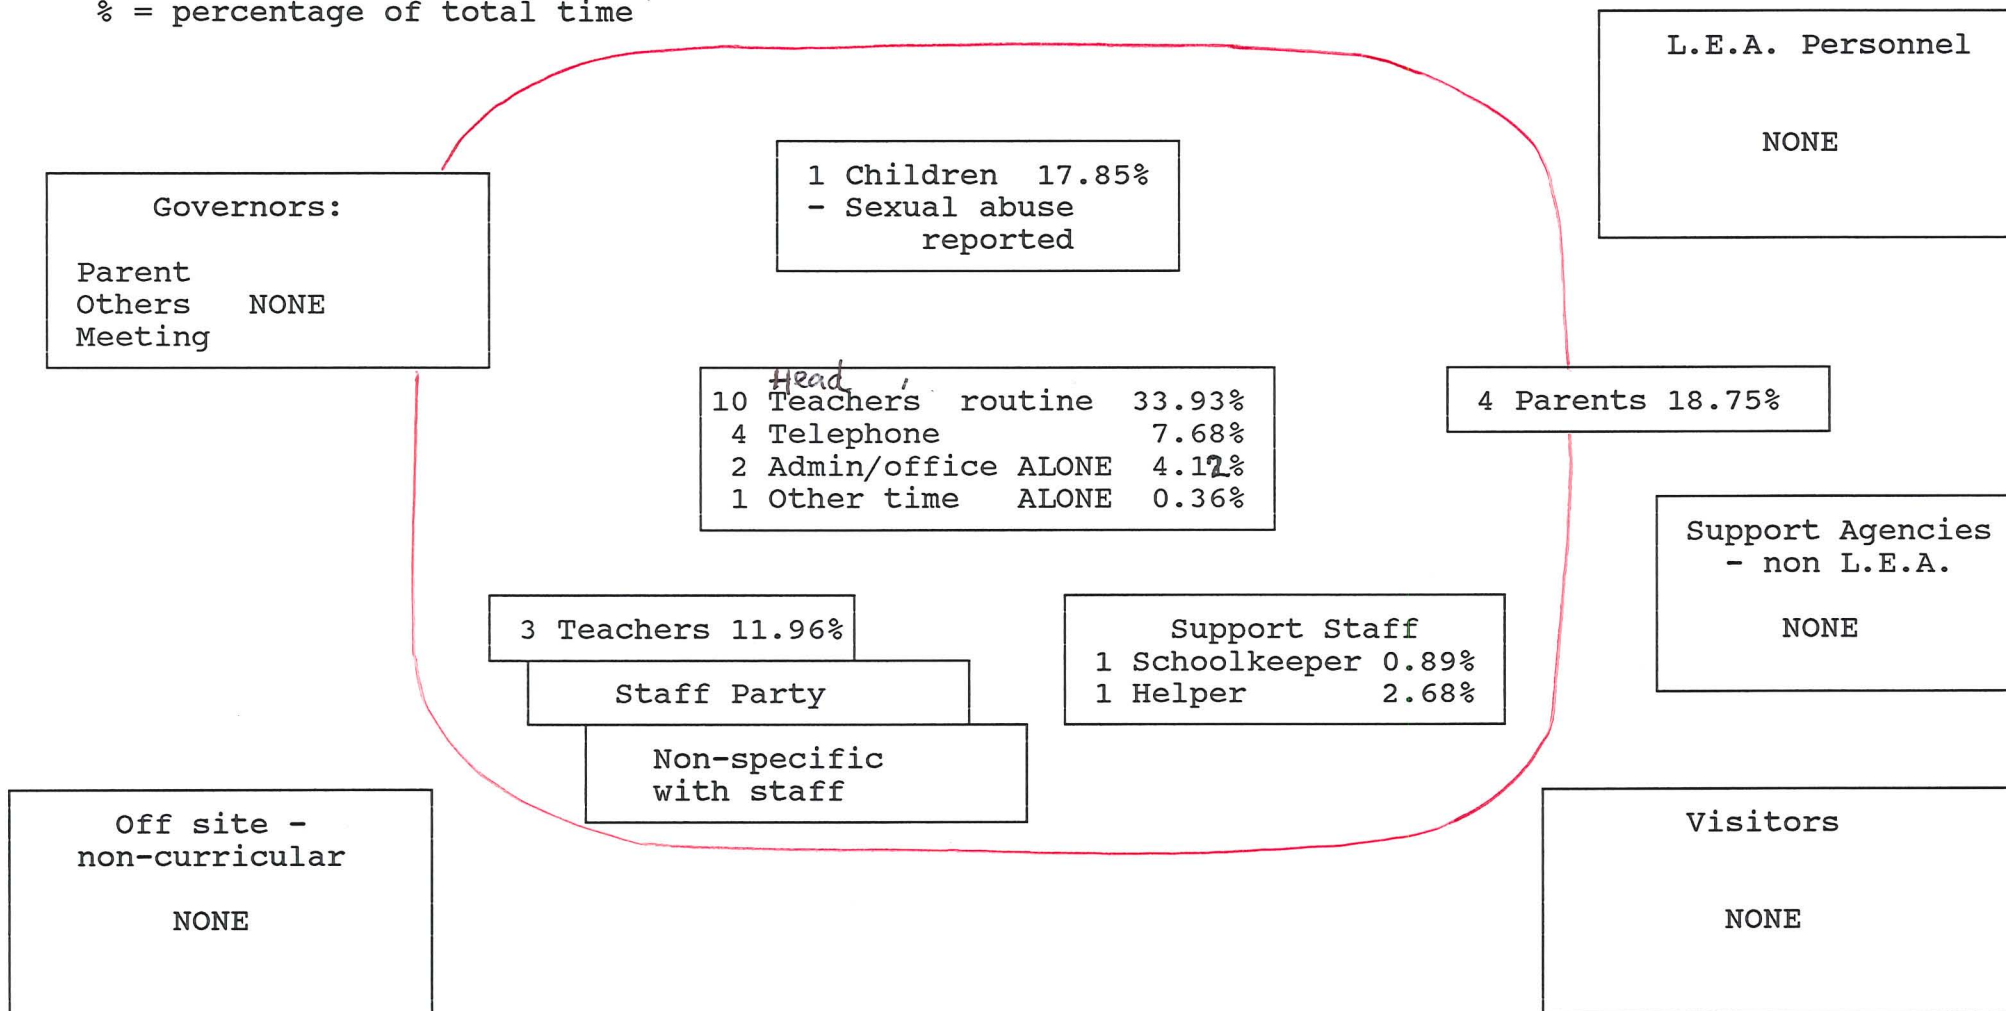 % = percentage of total time
L.E.A. Personnel
NONE
1 Children 17.85%
- Sexual abuse
reported
Governors:
Parent
Others NONE
Meeting
Head '
10 Teachers routine 33.93%
4 Telephone 7.68%
2 Admin/office ALONE 4.12%
1 Other time ALONE 0.36%
4 Parents 18.75%
Support Agencies
- non L.E.A.
NONE
3 Teachers 11.96%
Staff Party
Non-specific
with staff
Support Staff
1 Schoolkeeper 0.89%
1 Helper 2.68%
Off site -
non-curricular
NONE
Visitors
NONE